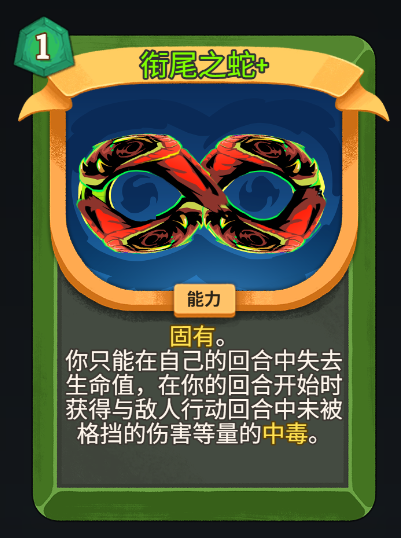 1
衔尾之蛇+
能力
固有。
你只能在自己的回合中失去
生命值，在你的回合开始时
获得与敌人行动回合中未被
格挡的伤害等量的中毒。